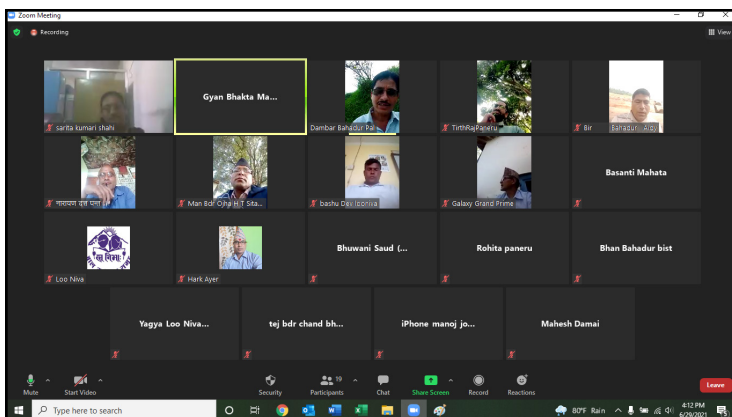 Zoom Meeting
Recording
View
sarita kumari shahi
Gyan Bhakta Ma...
Dambar Bahadur Pal
TirthRajPaneru
Bir Bahadur
नारायण दत्त पन्त
Man Bdr Ojha H T Sita...
bashu Dev
Galaxy Grand Prime
Basanti Mahata
Loo Niva
Hark Ayer
Bhuwani Saud (...
Rohita paneru
Bhan Bahadur bist
Yagya Loo Niva...
tej bdr chand bh...
iPhone manoj jo...
Mahesh Damai
Mute
Start Video
Security
Participants
19
Chat
Share Screen
Record
Reactions
Leave
Type here to search
80°F Rain
4:12 PM
6/29/2021